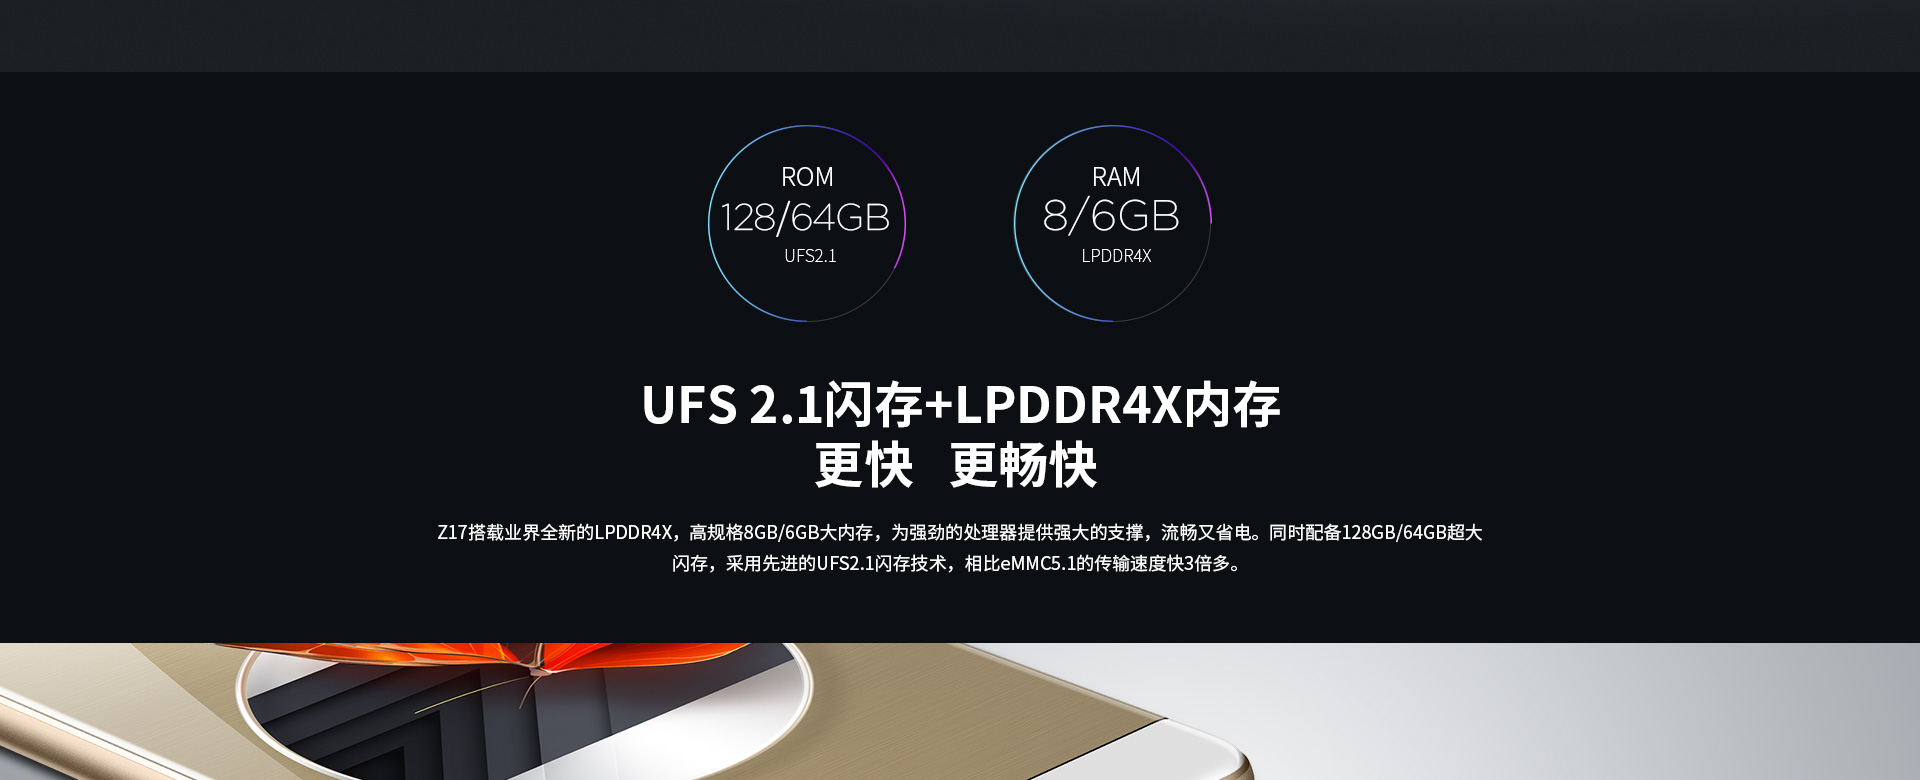 ROM
128/64GB
UFS2.1
RAM
8/6GB
LPDDR4X
UFS 2.1闪存+LPDDR4X内存
更快 更畅快
Z17搭载业界全新的LPDDR4X，高规格8GB/6GB大内存，为强劲的处理器提供强大的支撑，流畅又省电。同时配备128GB/64GB超大
闪存，采用先进的UFS2.1闪存技术，相比eMMC5.1的传输速度快3倍多。